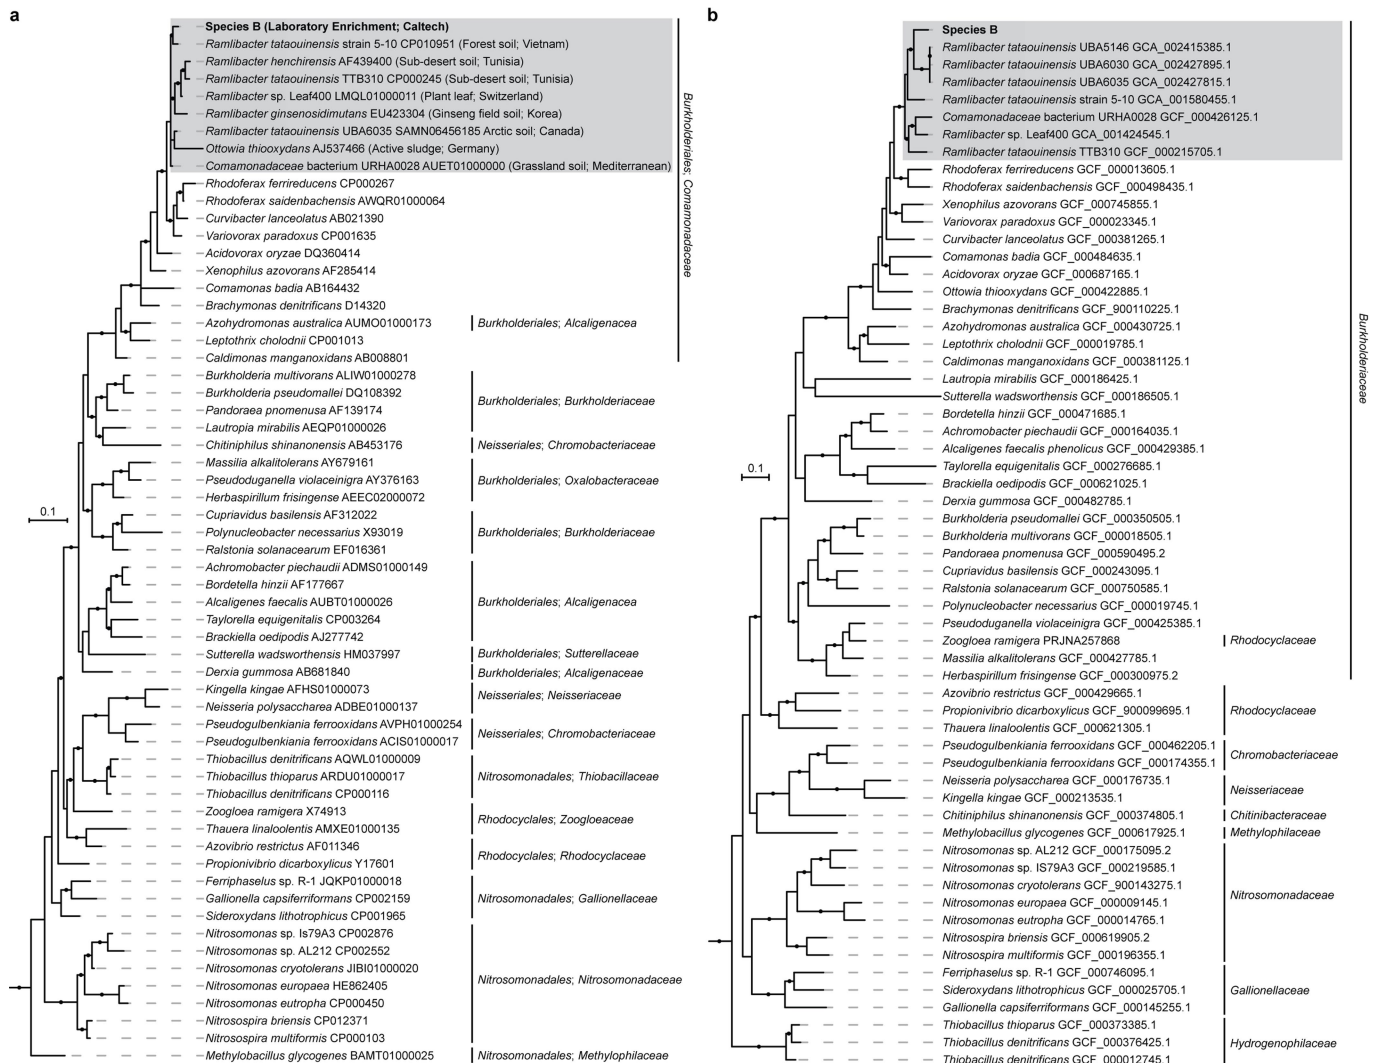 a
Species B (Laboratory Enrichment; Caltech)
Ramlibacter tataouinensis strain 5-10 CP010951 (Forest soil; Vietnam)
Ramlibacter henchirensis AF439400 (Sub-desert soil; Tunisia)
Ramlibacter tataouinensis TTB310 CP000245 (Sub-desert soil; Tunisia)
Ramlibacter sp. Leaf400 LMQL01000011 (Plant leaf; Switzerland)
Ramlibacter ginsenosidimutans EU423304 (Ginseng field soil; Korea)
Ramlibacter tataouinensis UBA6035 SAMN06456185 Arctic soil; Canada)
Ottowia thiooxydans AJ537466 (Active sludge; Germany)
Comamonadaceae bacterium URHA0028 AUET01000000 (Grassland soil; Mediterranean)
Rhodoferax ferrireducens CP000267
Rhodoferax saidenbachensis AWQR01000064
Curvibacter lanceolatus AB021390
Variovorax paradoxus CP001635
Acidovorax oryzae DQ360414
Xenophilus azovorans AF285414
Comamonas badia AB164432
Brachymonas denitrificans D14320
Azohydromonas australica AUMO01000173
Leptothrix cholodnii CP001013
Caldimonas manganoxidans AB008801
Burkholderia multivorans ALIW01000278
Burkholderia pseudomallei DQ108392
Pandoraea pnomenusa AF139174
Lautropia mirabilis AEQP01000026
Chitiniphilus shinanonensis AB453176
Massilia alkalitolerans AY679161
Pseudoduganella violaceinigra AY376163
Herbaspirillum frisingense AEEC02000072
Cupriavidus basilensis AF312022
Polynucleobacter necessarius X93019
Ralstonia solanacearum EF016361
Achromobacter piechaudii ADMS01000149
Bordetella hinzii AF177667
Alcaligenes faecalis AUBT01000026
Taylorella equigenitalis CP003264
Brackiella oedipodis AJ277742
Sutterella wadsworthensis HM037997
Derxia gummosa AB681840
Kingella kingae AFHS01000073
Neisseria polysaccharea ADBE01000137
Pseudogulbenkiania ferrooxidans AVPH01000254
Pseudogulbenkiania ferrooxidans ACIS01000017
Thiobacillus denitrificans AQWL01000009
Thiobacillus thioparus ARDU01000017
Thiobacillus denitrificans CP000116
Zoogloea ramigera X74913
Thauera linaloolentis AMXE01000135
Azovibrio restrictus AF011346
Propionivibrio dicarboxylicus Y17601
Ferriphaselus sp. R-1 JQKP01000018
Gallionella capsiferriformans CP002159
Sideroxydans lithotrophicus CP001965
Nitrosomonas sp. Is79A3 CP002876
Nitrosomonas sp. AL212 CP002552
Nitrosomonas cryotolerans JIBI01000020
Nitrosomonas europaea HE862405
Nitrosomonas eutropha CP000450
Nitrosospira briensis CP012371
Nitrosospira multiformis CP000103
Methylobacillus glycogenes BAMT01000025
0.1
Burkholderiales; Comamonadaceae
Burkholderiales; Alcaligenacea
Burkholderiales; Burkholderiaceae
Neisseriales; Chromobacteriaceae
Burkholderiales; Oxalobacteraceae
Burkholderiales; Burkholderiaceae
Burkholderiales; Alcaligenacea
Burkholderiales; Sutterellaceae
Burkholderiales; Alcaligenaceae
Neisseriales; Neisseriaceae
Neisseriales; Chromobacteriaceae
Nitrosomonadales; Thiobacillaceae
Rhodocyclales; Zoogloeaceae
Rhodocyclales; Rhodocyclaceae
Nitrosomonadales; Gallionellaceae
Nitrosomonadales; Nitrosomonadaceae
Nitrosomonadales; Methylophilaceae
b
Species B
Ramlibacter tataouinensis UBA5146 GCA_002415385.1
Ramlibacter tataouinensis UBA6030 GCA_002427895.1
Ramlibacter tataouinensis UBA6035 GCA_002427815.1
Ramlibacter tataouinensis strain 5-10 GCA_001580455.1
Comamonadaceae bacterium URHA0028 GCF_000426125.1
Ramlibacter sp. Leaf400 GCA_001424545.1
Ramlibacter tataouinensis TTB310 GCF_000215705.1
Rhodoferax ferrireducens GCF_000013605.1
Rhodoferax saidenbachensis GCF_000498435.1
Xenophilus azovorans GCF_000745855.1
Variovorax paradoxus GCF_000023345.1
Curvibacter lanceolatus GCF_000381265.1
Comamonas badia GCF_000484635.1
Acidovorax oryzae GCF_000687165.1
Ottowia thiooxydans GCF_000422885.1
Brachymonas denitrificans GCF_900110225.1
Azohydromonas australica GCF_000430725.1
Leptothrix cholodnii GCF_000019785.1
Caldimonas manganoxidans GCF_000381125.1
Lautropia mirabilis GCF_000186425.1
Sutterella wadsworthensis GCF_000186505.1
Bordetella hinzii GCF_000471685.1
Achromobacter piechaudii GCF_000164035.1
Alcaligenes faecalis phenolicus GCF_000429385.1
Taylorella equigenitalis GCF_000276685.1
Brackiella oedipodis GCF_000621025.1
Derxia gummosa GCF_000482785.1
Burkholderia pseudomallei GCF_000350505.1
Burkholderia multivorans GCF_000018505.1
Pandoraea pnomenusa GCF_000590495.2
Cupriavidus basilensis GCF_000243095.1
Ralstonia solanacearum GCF_000750585.1
Polynucleobacter necessarius GCF_000019745.1
Pseudoduganella violaceinigra GCF_000425385.1
Zoogloea ramigera PRJNA257868
Massilia alkalitolerans GCF_000427785.1
Herbaspirillum frisingense GCF_000300975.2
Azovibrio restrictus GCF_000429665.1
Propionivibrio dicarboxylicus GCF_900099695.1
Thauera linaloolentis GCF_000621305.1
Pseudogulbenkiania ferrooxidans GCF_000462205.1
Pseudogulbenkiania ferrooxidans GCF_000174355.1
Neisseria polysaccharea GCF_000176735.1
Kingella kingae GCF_000213535.1
Chitiniphilus shinanonensis GCF_000374805.1
Methylobacillus glycogenes GCF_000617925.1
Nitrosomonas sp. AL212 GCF_000175095.2
Nitrosomonas sp. IS79A3 GCF_000219585.1
Nitrosomonas cryotolerans GCF_900143275.1
Nitrosomonas europaea GCF_000009145.1
Nitrosomonas eutropha GCF_000014765.1
Nitrosospira briensis GCF_000619905.2
Nitrosospira multiformis GCF_000196355.1
Ferriphaselus sp. R-1 GCF_000746095.1
Sideroxydans lithotrophicus GCF_000025705.1
Gallionella capsiferriformans GCF_000145255.1
Thiobacillus thioparus GCF_000373385.1
Thiobacillus denitrificans GCF_000376425.1
Thiobacillus denitrificans GCF_000012745.1
0.1
Burkholderiaceae
Rhodocyclaceae
Rhodocyclaceae
Chromobacteriaceae
Neisseriaceae
Chitinibacteraceae
Methylophilaceae
Nitrosomonadaceae
Gallionellaceae
Hydrogenophilaceae